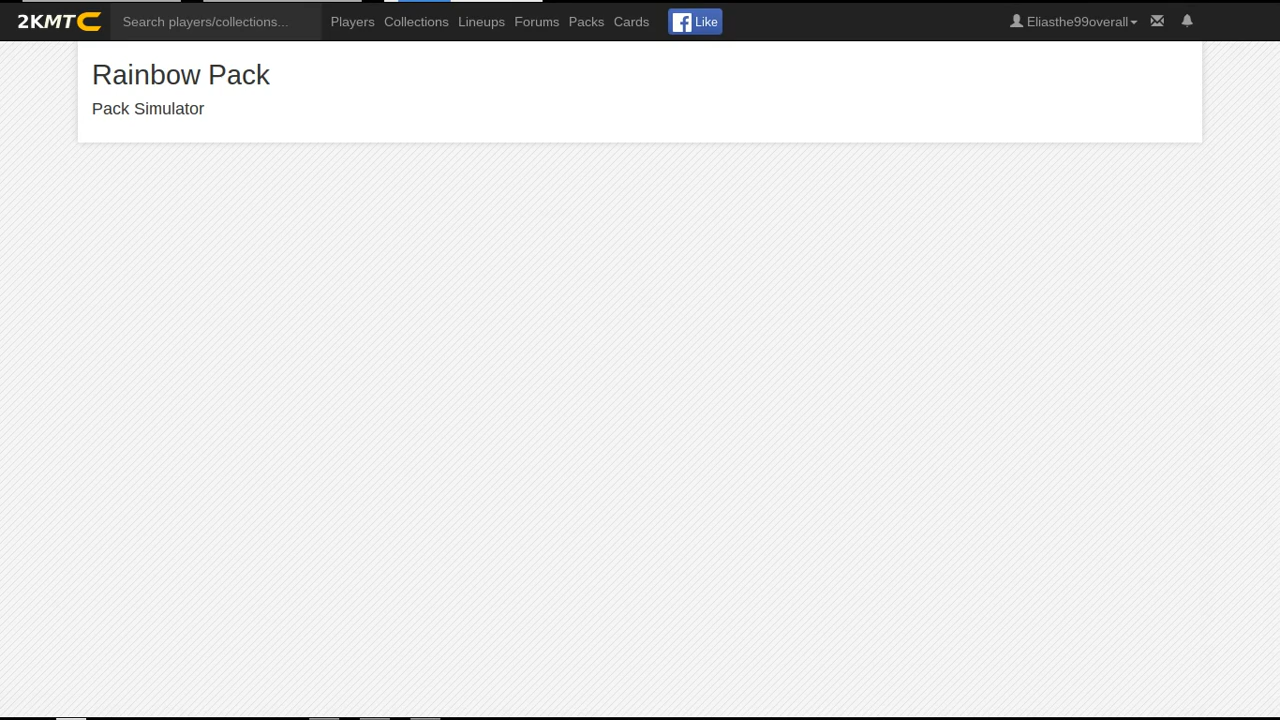 2KMTC Search players/collections... Players Collections Lineups Forums Packs Cards Like Eliasthe99overall
Rainbow Pack
Pack Simulator